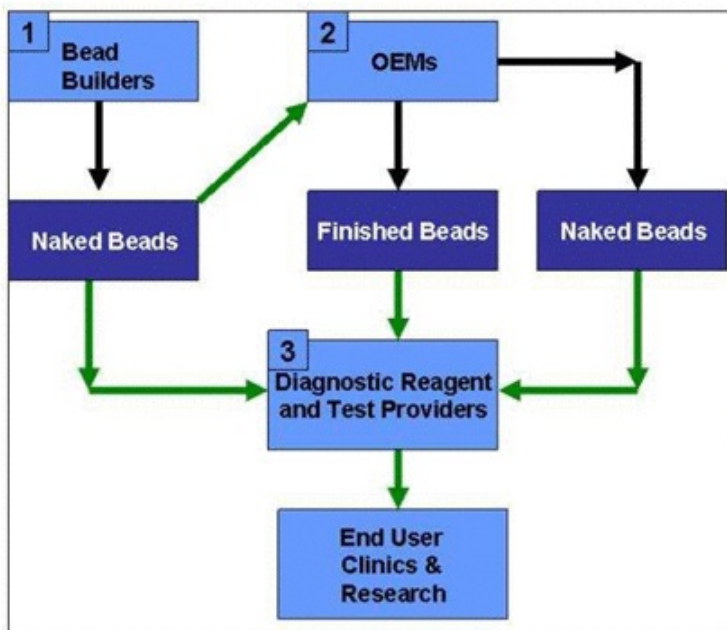 1
Bead
Builders
2
OEMs
Naked Beads
Finished Beads
Naked Beads
3
Diagnostic Reagent
and Test Providers
End User
Clinics &
Research